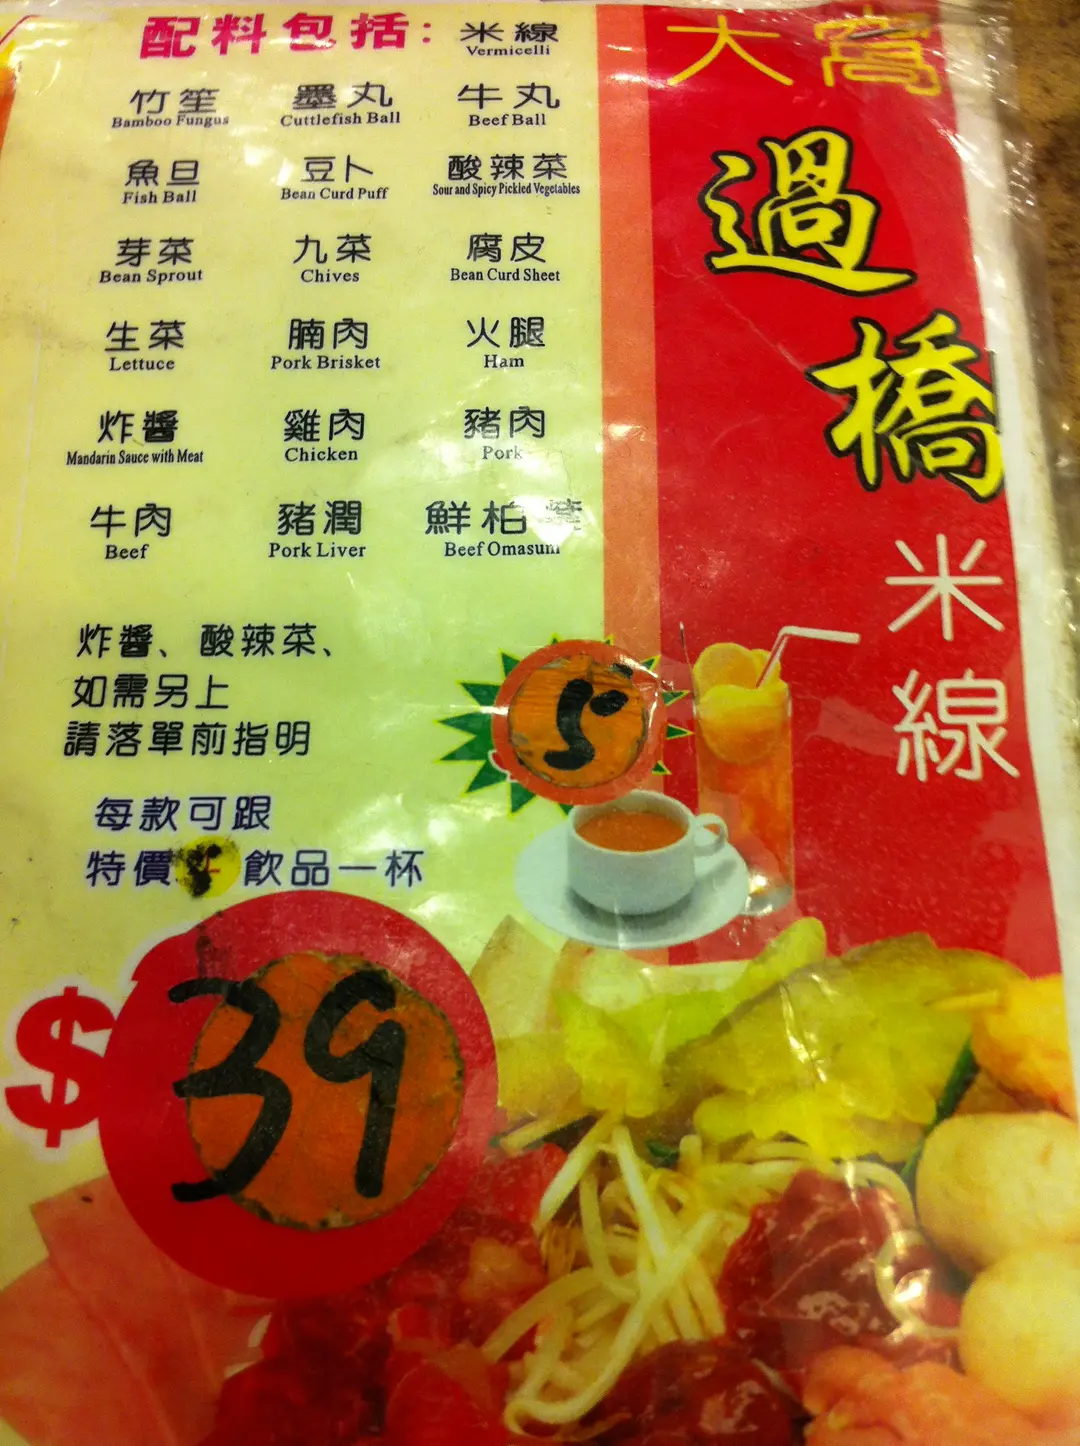 配料包括：
米線
Vermicelli
竹笙
Bamboo Fungus
墨丸
Cuttlefish Ball
牛丸
Beef Ball
魚旦
Fish Ball
豆卜
Bean Curd Puff
酸辣菜
Sour and Spicy Pickled Vegetables
芽菜
Bean Sprout
九菜
Chives
腐皮
Bean Curd Sheet
生菜
Lettuce
腩肉
Pork Brisket
火腿
Ham
炸醬
Mandarin Sauce with Meat
雞肉
Chicken
豬肉
Pork
牛肉
Beef
豬潤
Pork Liver
鮮柏
Beef Omasum
炸醬、酸辣菜、
如需另上
請落單前指明
每款可跟
特價 5 飲品一杯
$39
5
大窩
過橋
米線